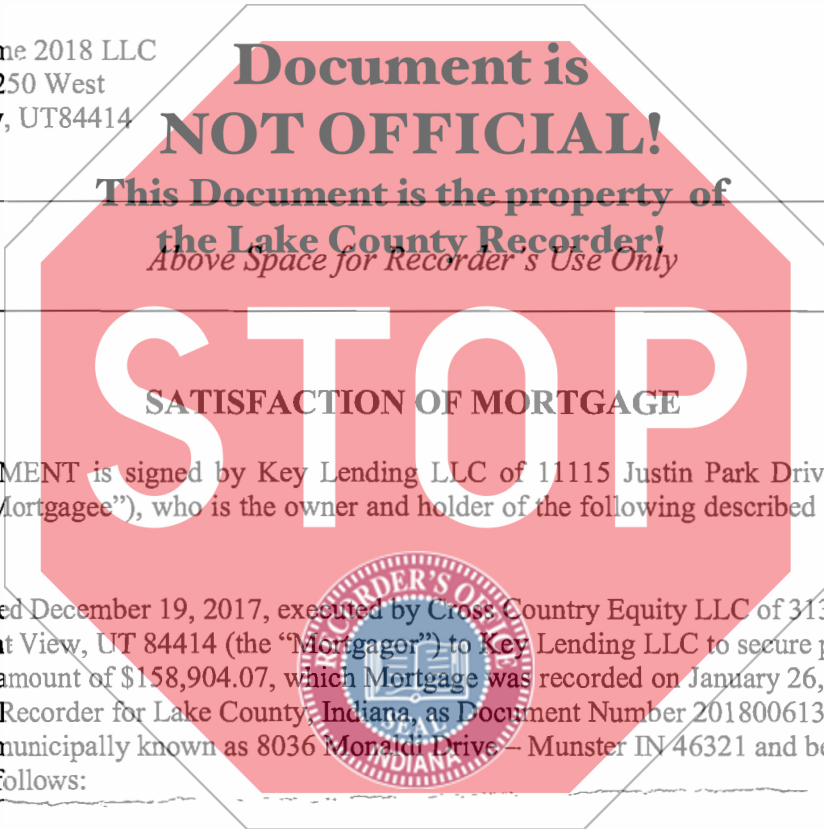 ne 2018 LLC
250 West
, UT84414
Document is
NOT OFFICIAL!
This Document is the property of
the Lake County Recorder!
Above Space for Recorder's Use Only
STOP
SATISFACTION OF MORTGAGE
MENT is signed by Key Lending LLC of 11115 Justin Park Driv
Mortgagee”), who is the owner and holder of the following described
ed December 19, 2017, executed by Cross Country Equity LLC of 313
t View, UT 84414 (the “Mortgagor”) to Key Lending LLC to secure p
amount of $158,904.07, which Mortgage was recorded on January 26,
Recorder for Lake County, Indiana, as Document Number 201800613
municipally known as 8036 Monaldi Drive – Munster IN 46321 and be
follows:
RECORDER'S OFFICE
SEAL
INDIANA